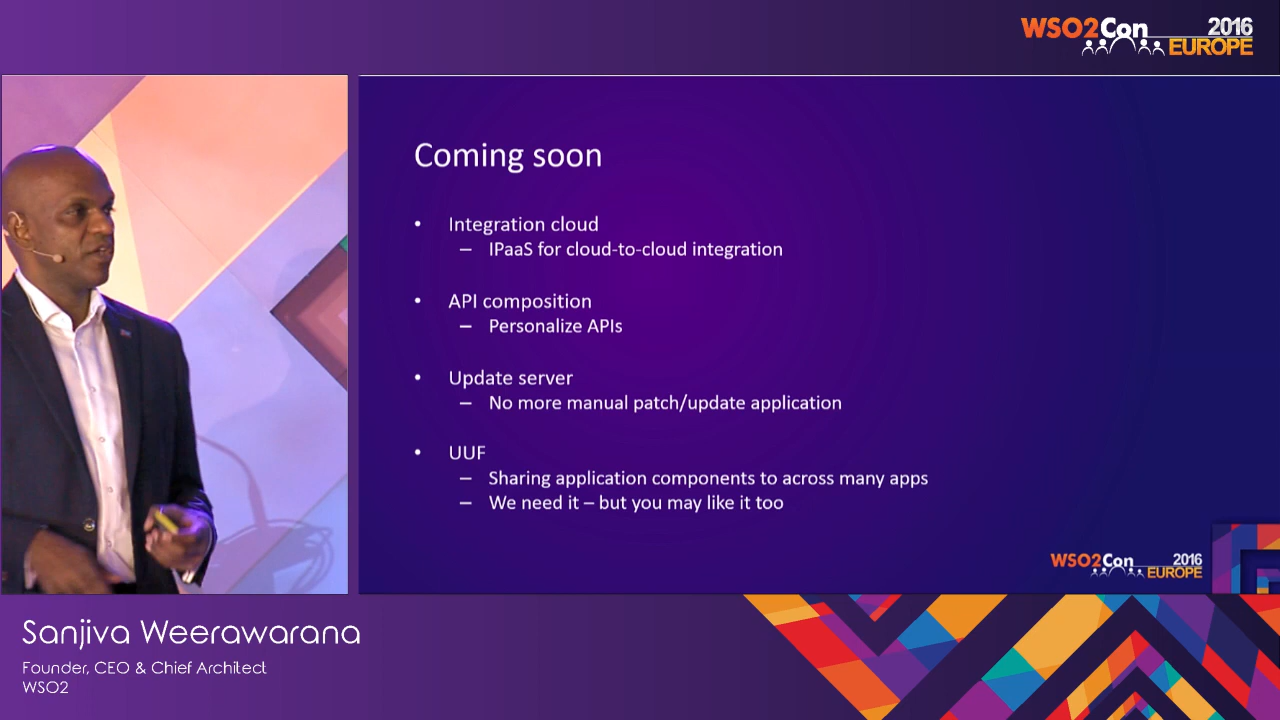 WSO2Con 2016
EUROPE
Coming soon
• Integration cloud
– IPaaS for cloud-to-cloud integration
• API composition
– Personalize APIs
• Update server
– No more manual patch/update application
• UUF
– Sharing application components to across many apps
– We need it – but you may like it too
WSO2Con 2016
EUROPE
Sanjiva Weerawarana
Founder, CEO & Chief Architect
WSO2